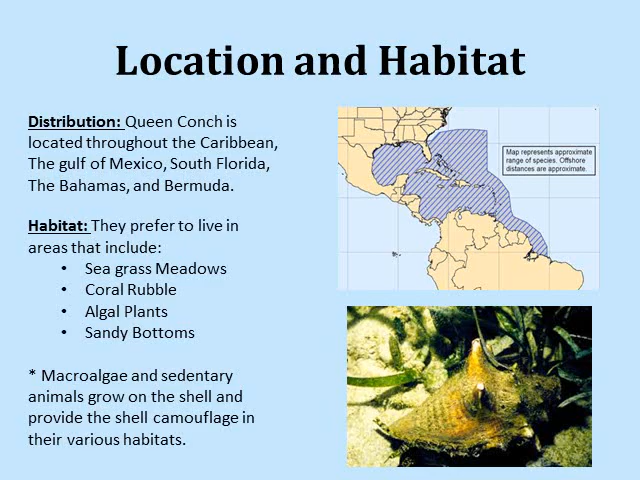 Location and Habitat
Distribution: Queen Conch is
located throughout the Caribbean,
The gulf of Mexico, South Florida,
The Bahamas, and Bermuda.
Habitat: They prefer to live in
areas that include:
• Sea grass Meadows
• Coral Rubble
• Algal Plants
• Sandy Bottoms
* Macroalgae and sedentary
animals grow on the shell and
provide the shell camouflage in
their various habitats.
Map represents approximate
range of species. Offshore
distances are approximate.